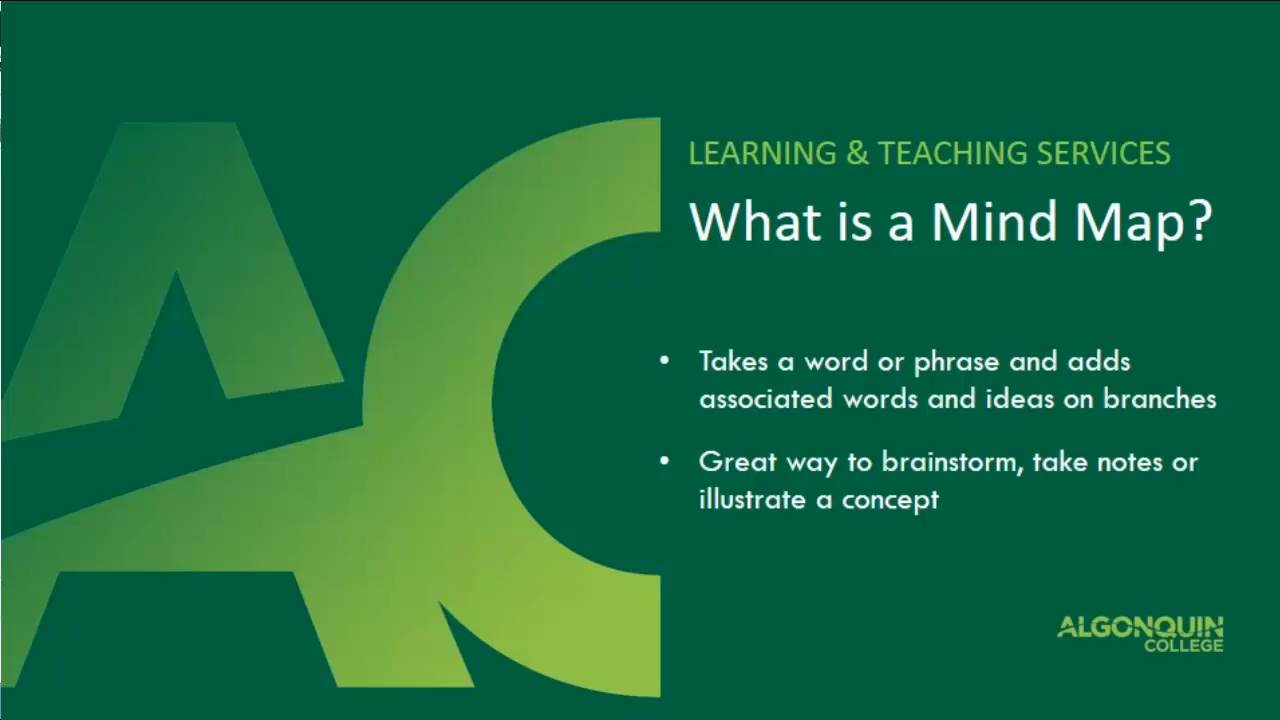 AC
LEARNING & TEACHING SERVICES
What is a Mind Map?
• Takes a word or phrase and adds
associated words and ideas on branches
• Great way to brainstorm, take notes or
illustrate a concept
ALGONQUIN
COLLEGE